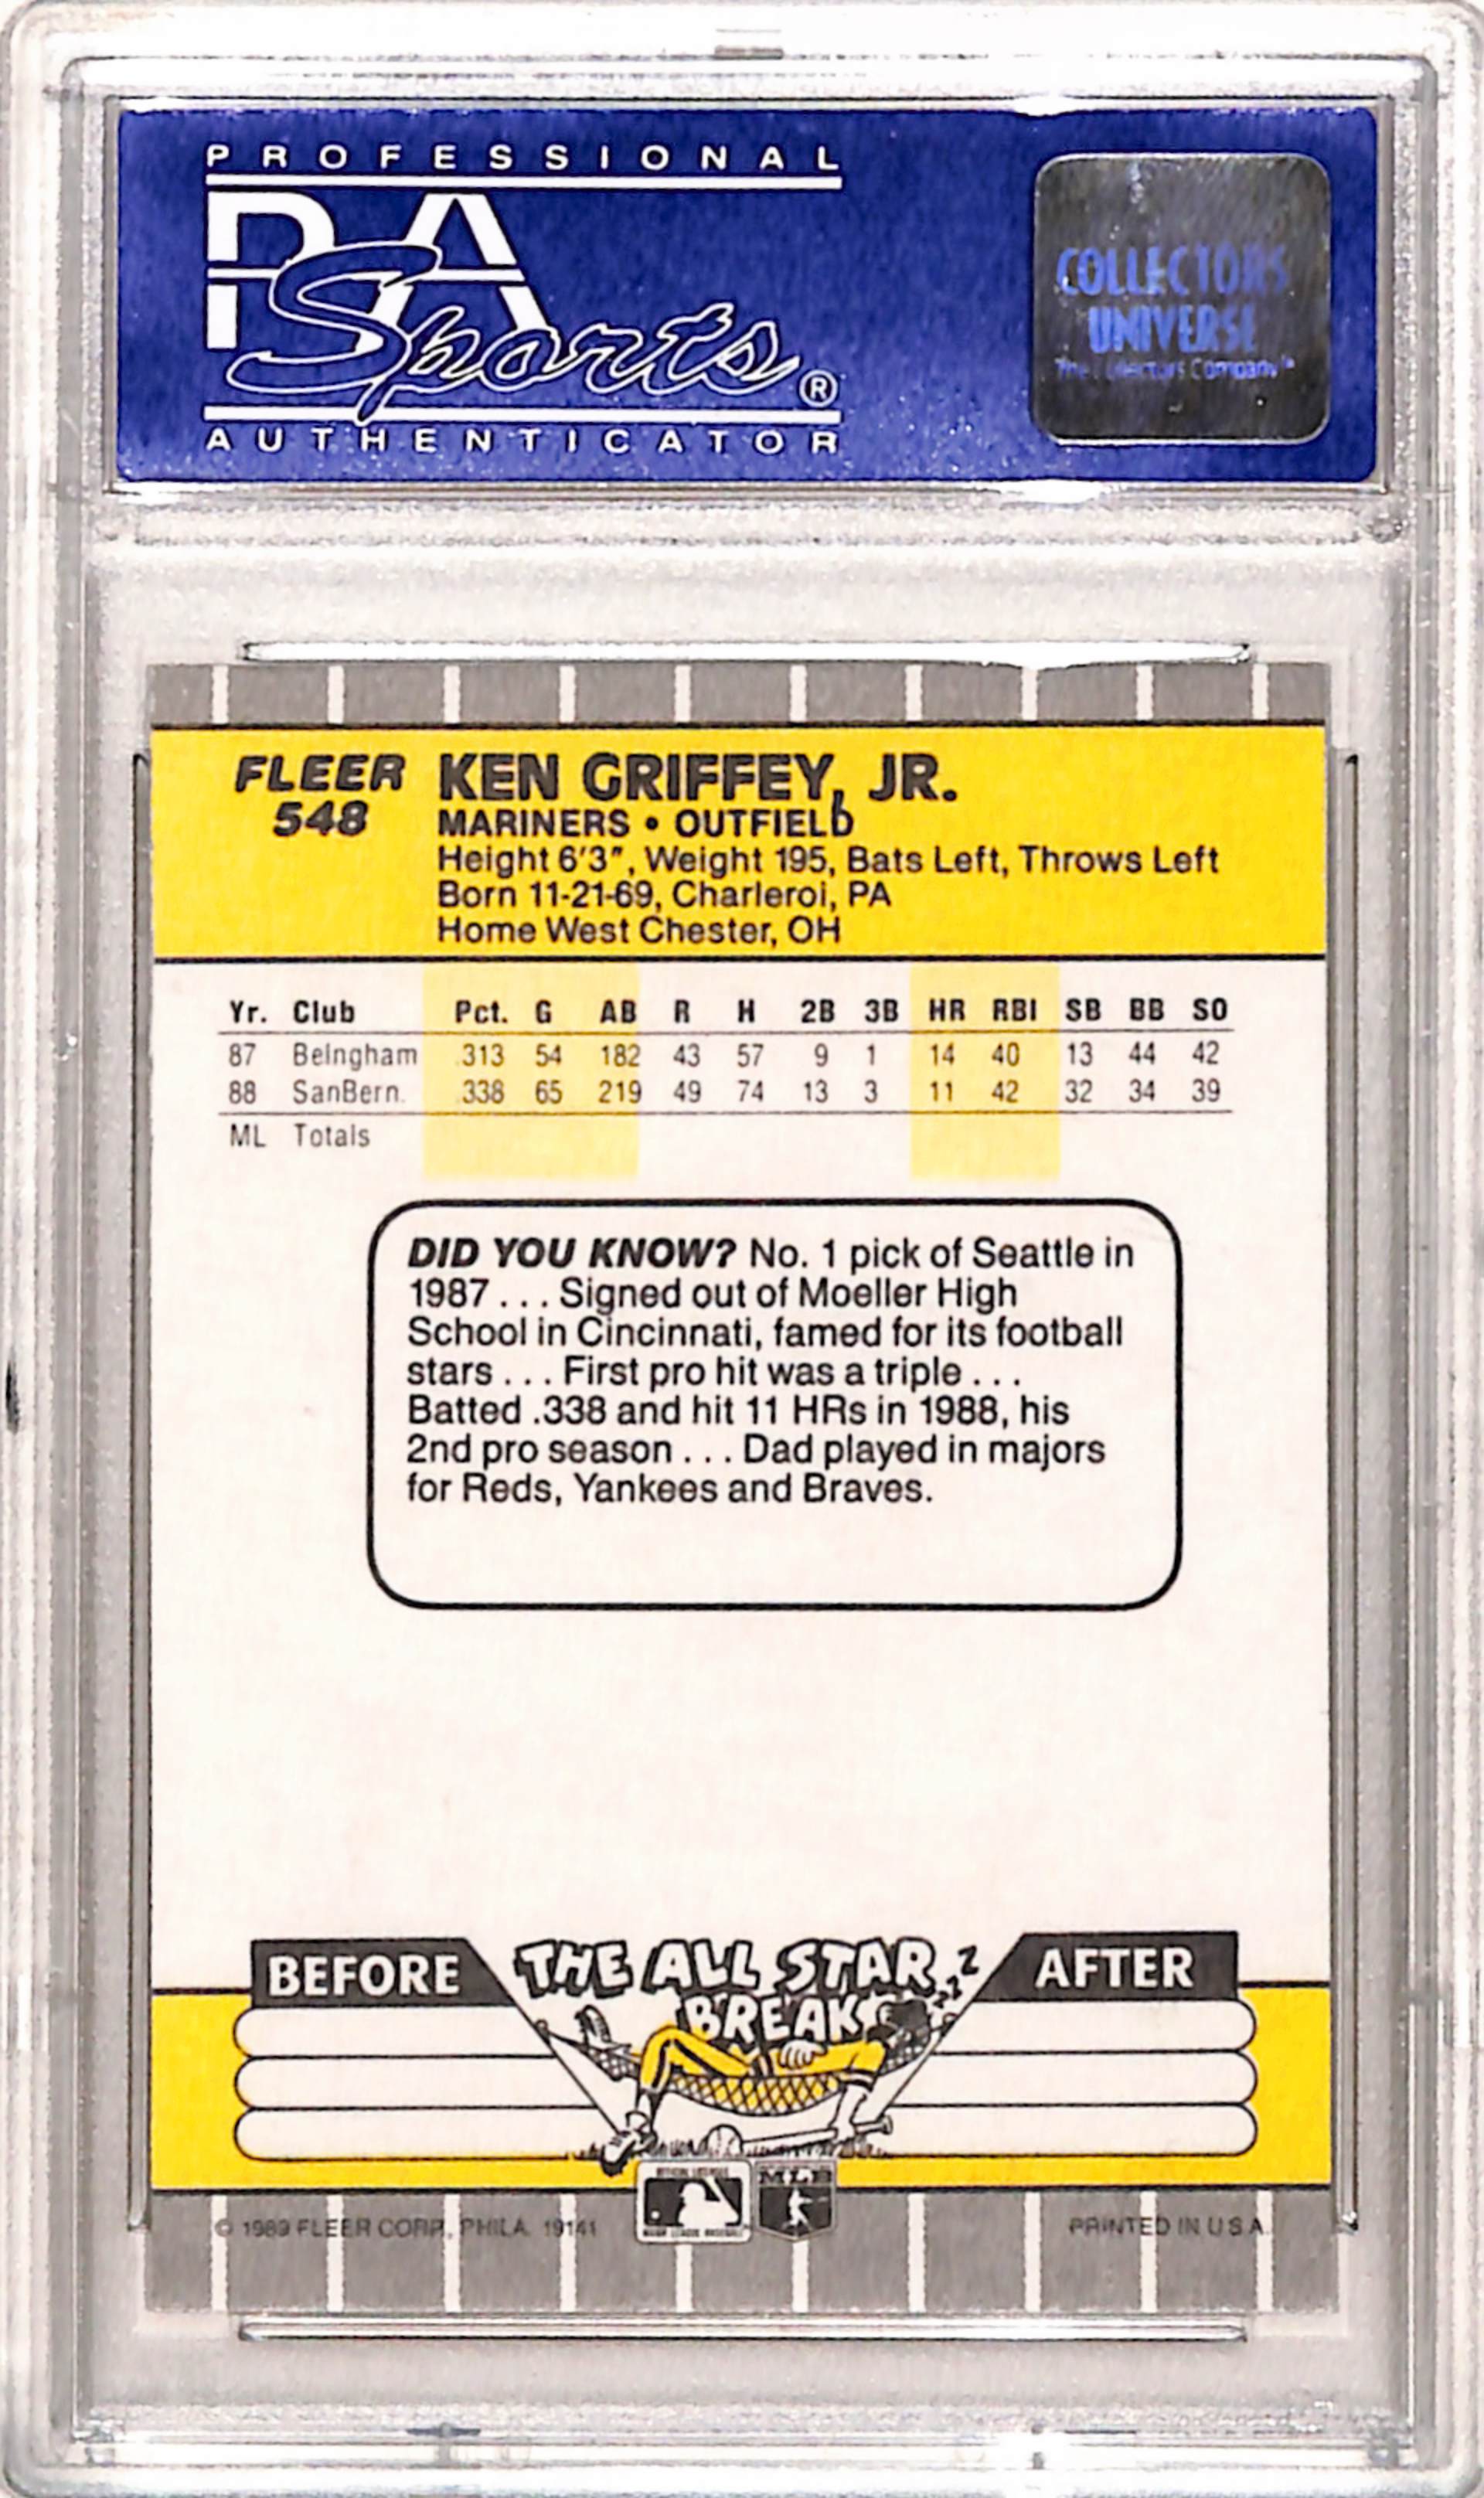 PROFESSIONAL
PSA
Sports®
AUTHENTICATOR
COLLECTORS
UNIVERSE
The Collectors Company
FLEER
548
KEN GRIFFEY, JR.
MARINERS • OUTFIELD
Height 6'3", Weight 195, Bats Left, Throws Left
Born 11-21-69, Charleroi, PA
Home West Chester, OH
Yr. Club Pct. G AB R H 2B 3B HR RBI SB BB SO
87 Belngham .313 54 182 43 57 9 1 14 40 13 44 42
88 SanBern. .338 65 219 49 74 13 3 11 42 32 34 39
ML Totals
DID YOU KNOW? No. 1 pick of Seattle in
1987 . . . Signed out of Moeller High
School in Cincinnati, famed for its football
stars . . . First pro hit was a triple . . .
Batted .338 and hit 11 HRs in 1988, his
2nd pro season . . . Dad played in majors
for Reds, Yankees and Braves.
BEFORE
THE ALL STAR
BREAK
zzzz
AFTER
MLB
© 1989 FLEER CORP., PHILA. 19141
PRINTED IN U.S.A.